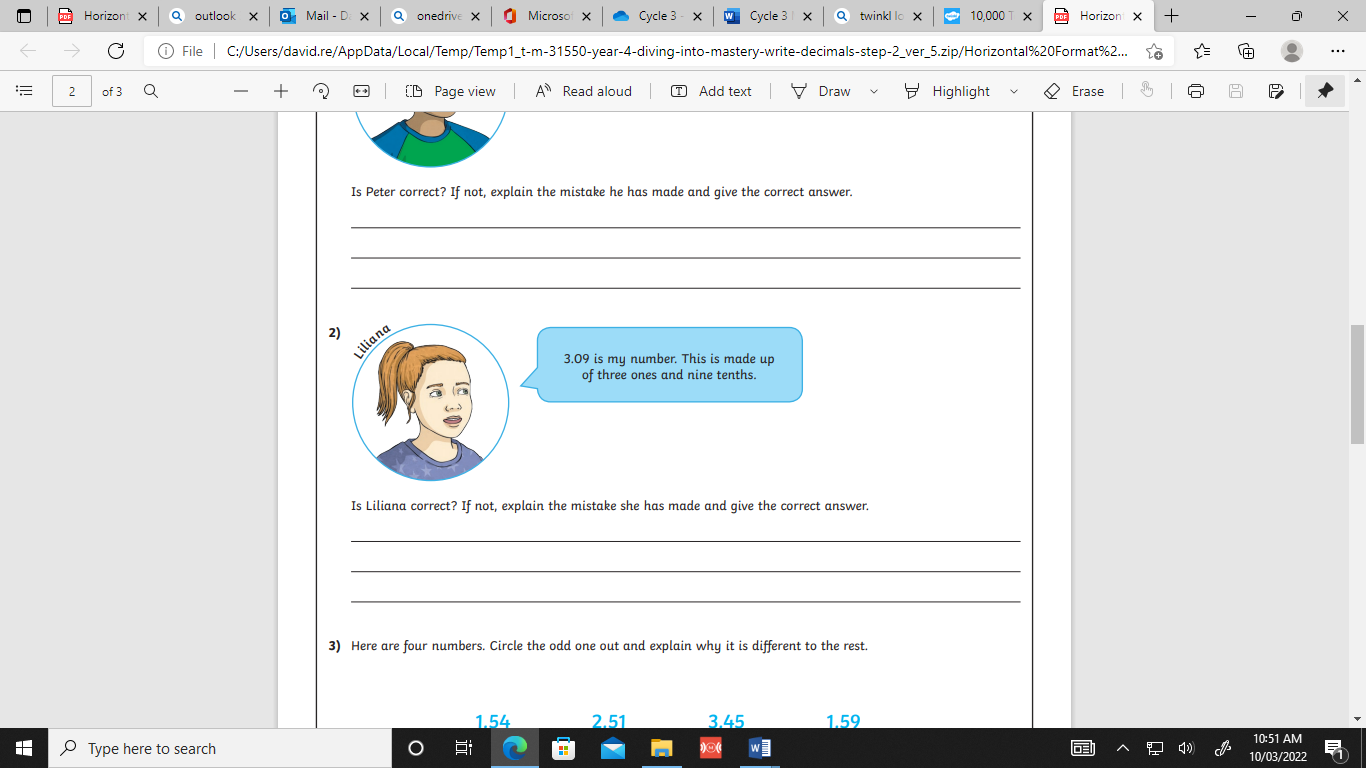 Horizon
outlook
Mail - D
onedrive
Microso
Cycle 3 -
Cycle 3
twinkl lo
10,000 T
Horizon
File
C:/Users/david.re/AppData/Local/Temp/Temp1_t-m-31550-year-4-diving-into-mastery-write-decimals-step-2_ver_5.zip/Horizontal%20Format%2...
2 of 3
Page view
Read aloud
Add text
Draw
Highlight
Erase
Is Peter correct? If not, explain the mistake he has made and give the correct answer.
2)
Liliana
3.09 is my number. This is made up
of three ones and nine tenths.
Is Liliana correct? If not, explain the mistake she has made and give the correct answer.
3) Here are four numbers. Circle the odd one out and explain why it is different to the rest.
1.54 2.51 3.45 1.59
Type here to search
10:51 AM
10/03/2022
1